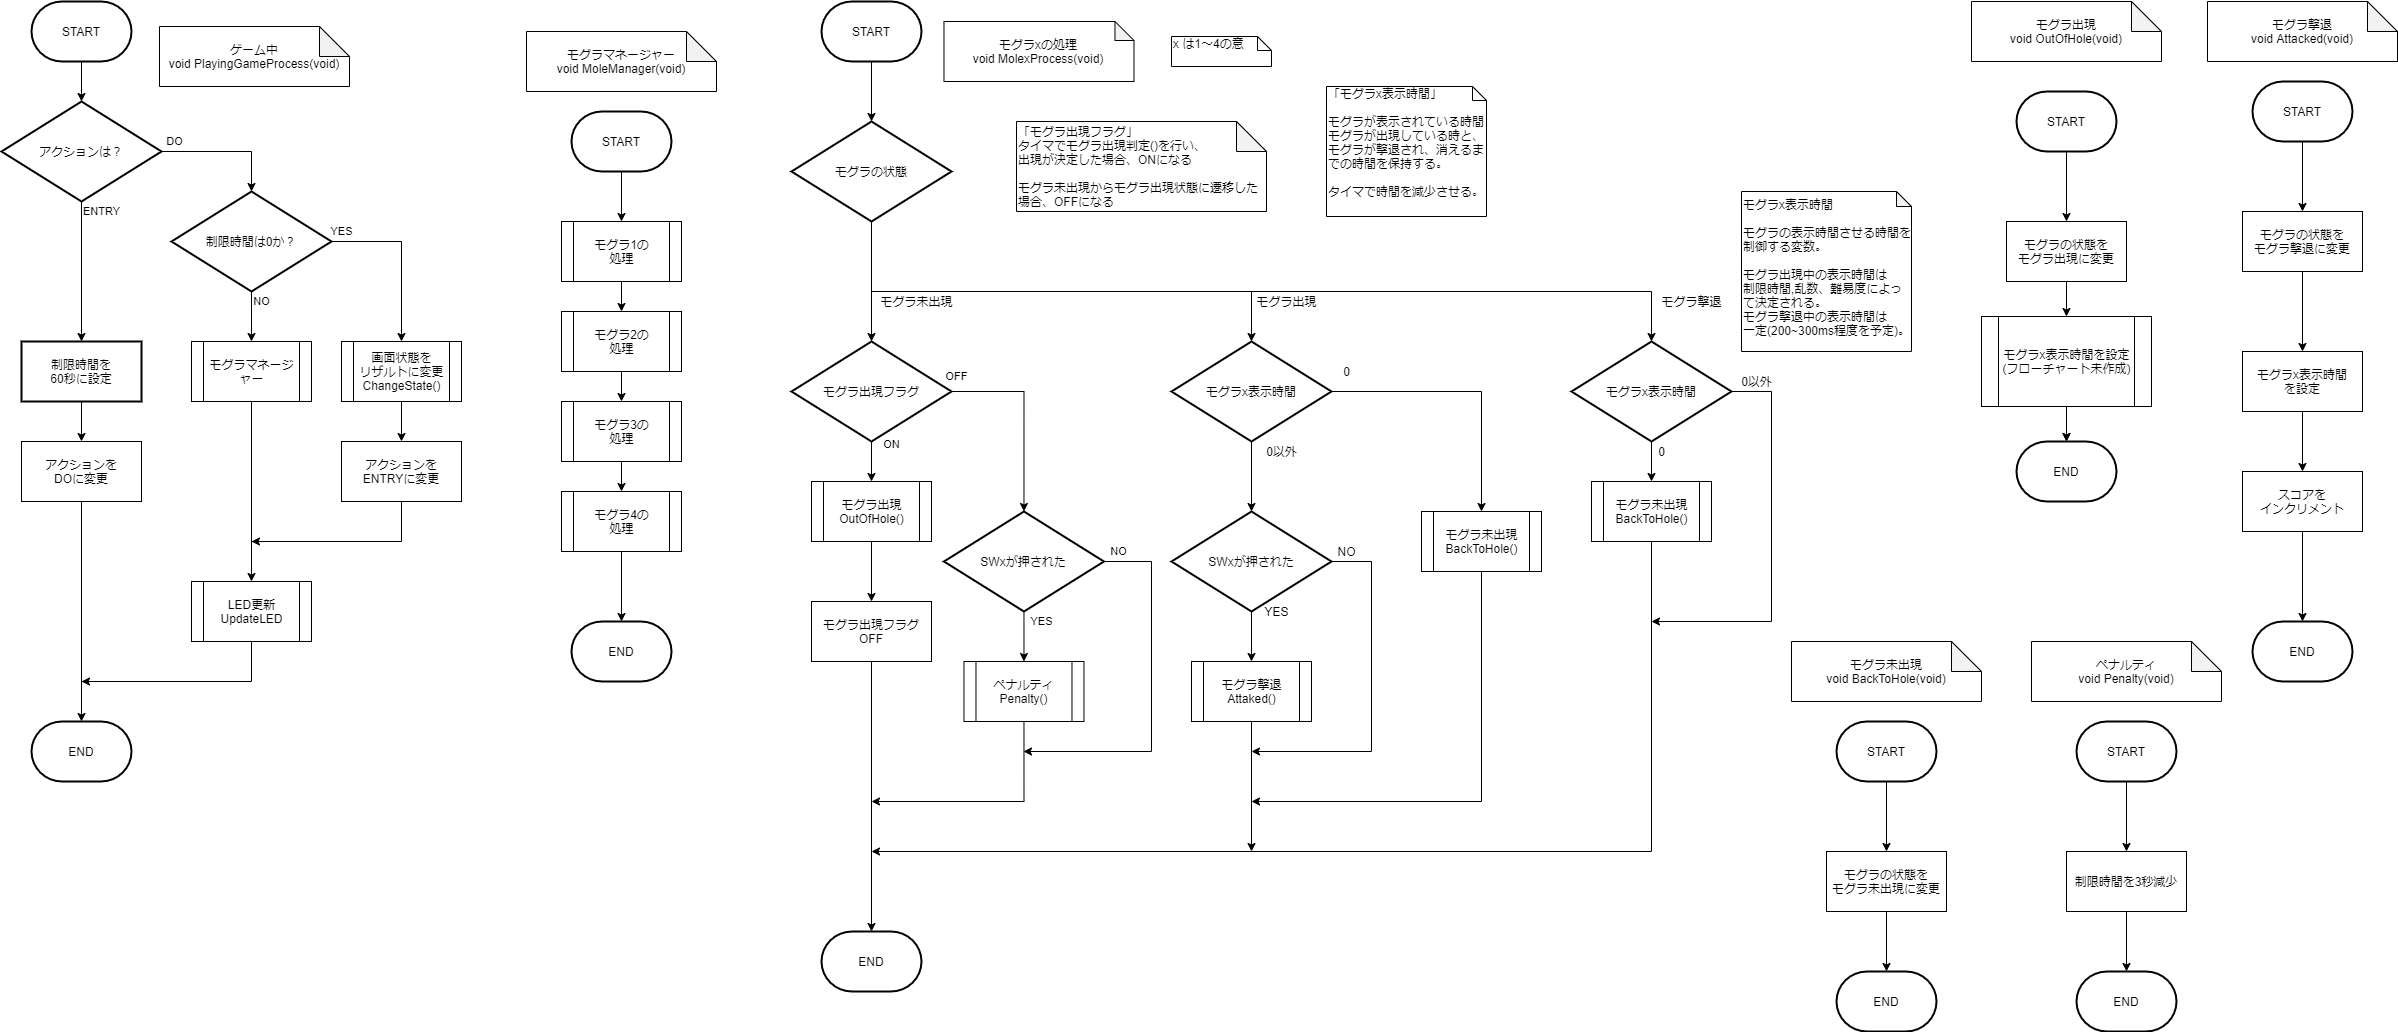 START
ゲーム中
void PlayingGameProcess(void)
アクションは？
DO
ENTRY
制限時間は0か？
YES
NO
制限時間を
60秒に設定
モグラマネージ
ャー
画面状態を
リザルトに変更
ChangeState()
アクションを
DOに変更
アクションを
ENTRYに変更
LED更新
UpdateLED
END
モグラマネージャー
void MoleManager(void)
START
モグラ1の
処理
モグラ2の
処理
モグラ3の
処理
モグラ4の
処理
END
START
モグラxの処理
void MolexProcess(void)
x は1～4の意
モグラの状態
「モグラ出現フラグ」
タイマでモグラ出現判定()を行い、
出現が決定した場合、ONになる
モグラ未出現からモグラ出現状態に遷移した
場合、OFFになる
「モグラx表示時間」
モグラが表示されている時間
モグラが出現している時と、
モグラが撃退され、消えるま
での時間を保持する。
タイマで時間を減少させる。
モグラx表示時間
モグラの表示時間させる時間を
制御する変数。
モグラ出現中の表示時間は
制限時間,乱数、難易度によっ
て決定される。
モグラ撃退中の表示時間は
一定(200~300ms程度を予定)。
モグラ未出現
モグラ出現
モグラ撃退
モグラ出現フラグ
OFF
ON
モグラx表示時間
0
0以外
モグラx表示時間
0以外
0
モグラ出現
OutOfHole()
SWxが押された
NO
YES
SWxが押された
NO
YES
モグラ未出現
BackToHole()
モグラ未出現
BackToHole()
モグラ出現フラグ
OFF
ペナルティ
Penalty()
モグラ撃退
Attaked()
END
モグラ出現
void OutOfHole(void)
START
モグラの状態を
モグラ出現に変更
モグラx表示時間を設定
(フローチャート未作成)
END
モグラ撃退
void Attacked(void)
START
モグラの状態を
モグラ撃退に変更
モグラx表示時間
を設定
スコアを
インクリメント
END
モグラ未出現
void BackToHole(void)
START
モグラの状態を
モグラ未出現に変更
END
ペナルティ
void Penalty(void)
START
制限時間を3秒減少
END